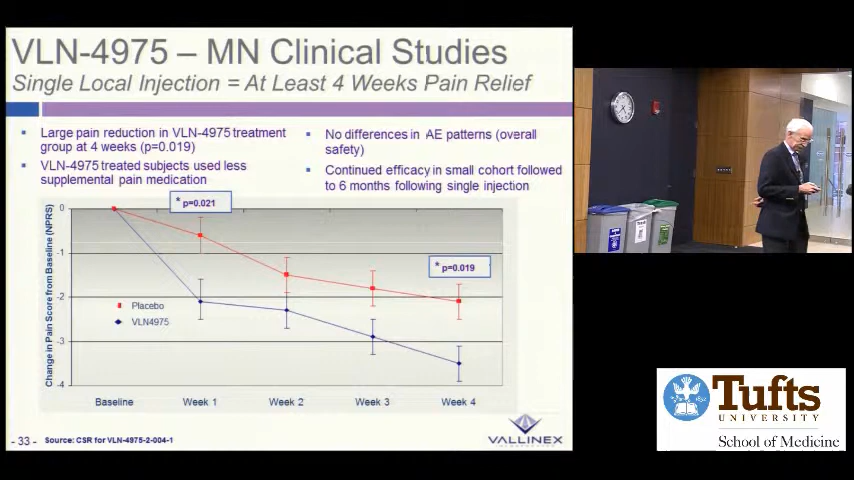 VLN-4975 – MN Clinical Studies
Single Local Injection = At Least 4 Weeks Pain Relief
Large pain reduction in VLN-4975 treatment
group at 4 weeks (p=0.019)
VLN-4975 treated subjects used less
supplemental pain medication
No differences in AE patterns (overall
safety)
Continued efficacy in small cohort followed
to 6 months following single injection
Change in Pain Score from Baseline (NPRS)
0
-1
-2
-3
-4
* p=0.021
* p=0.019
Placebo
VLN4975
Baseline
Week 1
Week 2
Week 3
Week 4
- 33 -
Source: CSR for VLN-4975-2-004-1
VALLINEX
Tufts
UNIVERSITY
School of Medicine